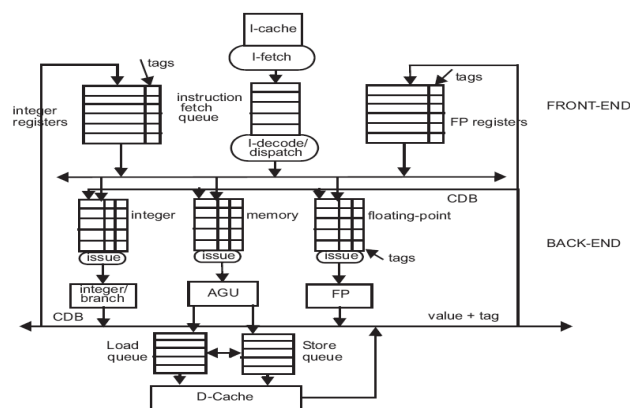 I-cache
I-fetch
tags
tags
integer
registers
instruction
fetch
queue
FP registers
FRONT-END
I-decode/
dispatch
CDB
integer
memory
floating-point
BACK-END
issue
issue
issue
tags
integer/
branch
AGU
FP
CDB
value + tag
Load
queue
Store
queue
D-Cache